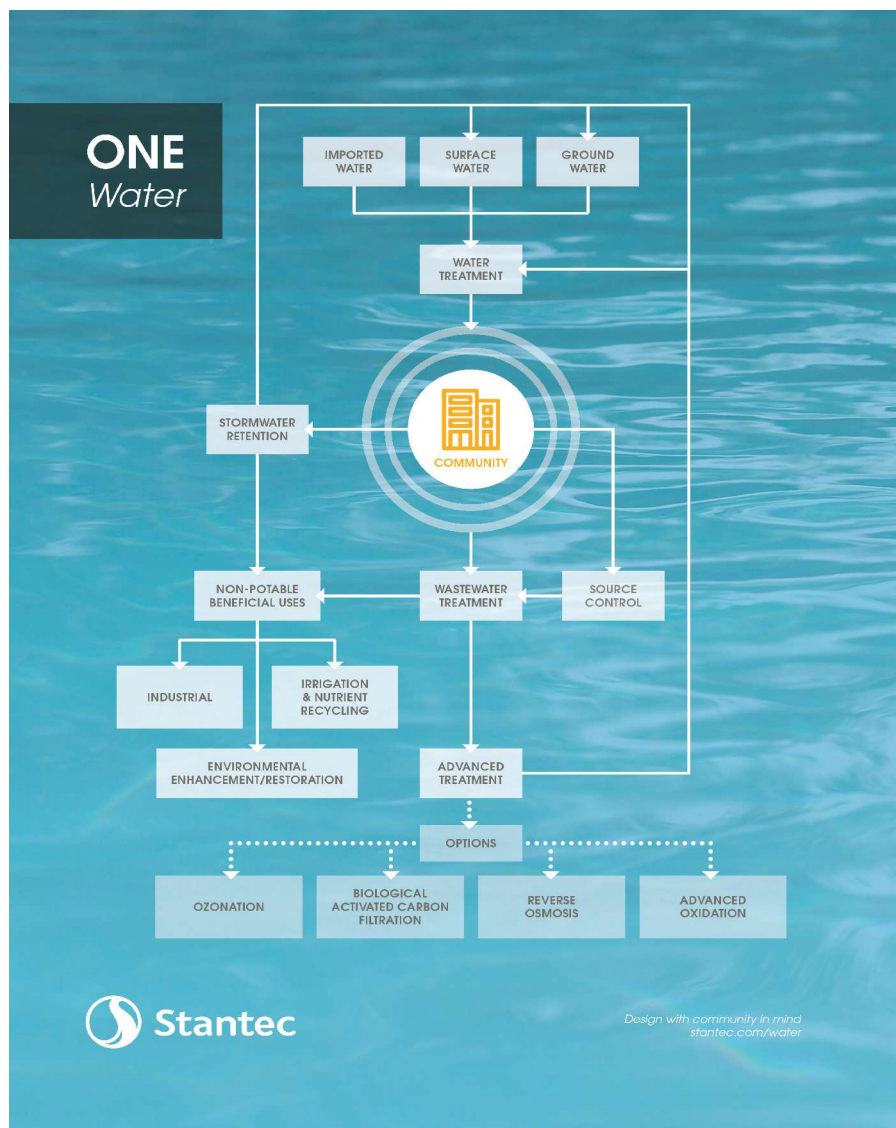 ONE
Water
IMPORTED
WATER
SURFACE
WATER
GROUND
WATER
WATER
TREATMENT
STORMWATER
RETENTION
COMMUNITY
NON-POTABLE
BENEFICIAL USES
WASTEWATER
TREATMENT
SOURCE
CONTROL
INDUSTRIAL
IRRIGATION
& NUTRIENT
RECYCLING
ENVIRONMENTAL
ENHANCEMENT/RESTORATION
ADVANCED
TREATMENT
OPTIONS
OZONATION
BIOLOGICAL
ACTIVATED CARBON
FILTRATION
REVERSE
OSMOSIS
ADVANCED
OXIDATION
Stantec
Design with community in mind
stantec.com/water